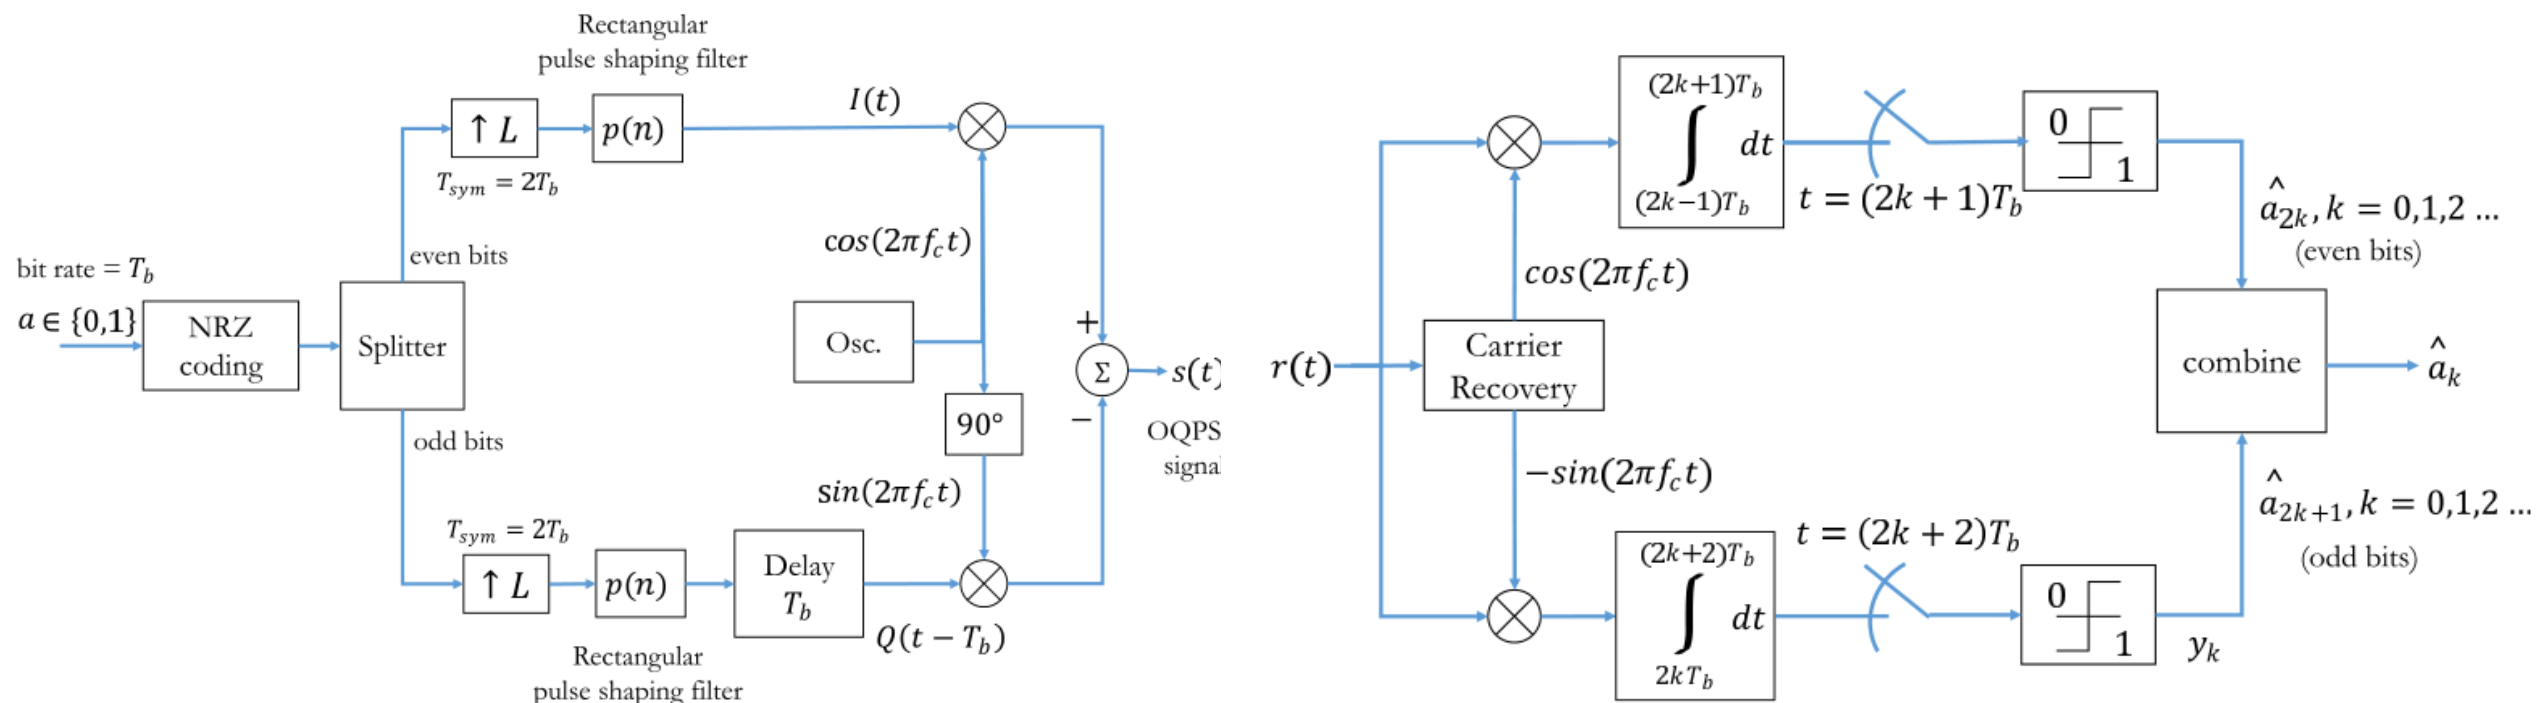 Rectangular
pulse shaping filter
↑ L
p(n)
I(t)
T_sym = 2T_b
even bits
cos(2πf_c t)
bit rate = T_b
a ∈ {0,1}
NRZ
coding
Splitter
Osc.
+
Σ
s(t)
−
OQPS
signal
90°
odd bits
sin(2πf_c t)
T_sym = 2T_b
↑ L
p(n)
Delay
T_b
Q(t − T_b)
Rectangular
pulse shaping filter
(2k+1)T_b
∫ dt
(2k−1)T_b
t = (2k + 1)T_b
0
1
â_2k, k = 0,1,2 ...
(even bits)
cos(2πf_c t)
r(t)
Carrier
Recovery
combine
â_k
−sin(2πf_c t)
(2k+2)T_b
∫ dt
2kT_b
t = (2k + 2)T_b
0
1
y_k
â_2k+1, k = 0,1,2 ...
(odd bits)